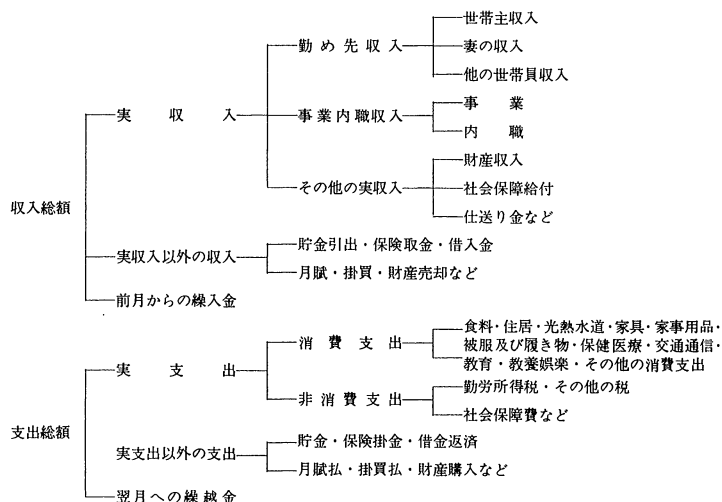 収入総額
実収入
勤め先収入
世帯主収入
妻の収入
他の世帯員収入
事業内職収入
事業
内職
その他の実収入
財産収入
社会保障給付
仕送り金など
実収入以外の収入
貯金引出・保険取金・借入金
月賦・掛買・財産売却など
前月からの繰入金
支出総額
実支出
消費支出
食料・住居・光熱水道・家具・家事用品・
被服及び履き物・保健医療・交通通信・
教育・教養娯楽・その他の消費支出
非消費支出
勤労所得税・その他の税
社会保障費など
実支出以外の支出
貯金・保険掛金・借金返済
月賦払・掛買払・財産購入など
翌月への繰越金